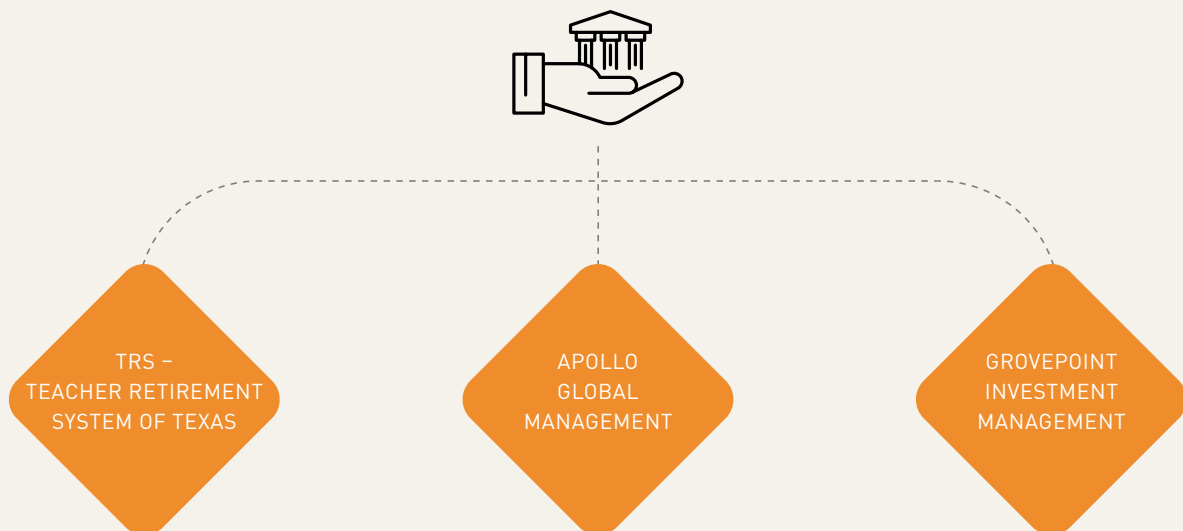 TRS –
TEACHER RETIREMENT
SYSTEM OF TEXAS
APOLLO
GLOBAL
MANAGEMENT
GROVEPOINT
INVESTMENT
MANAGEMENT